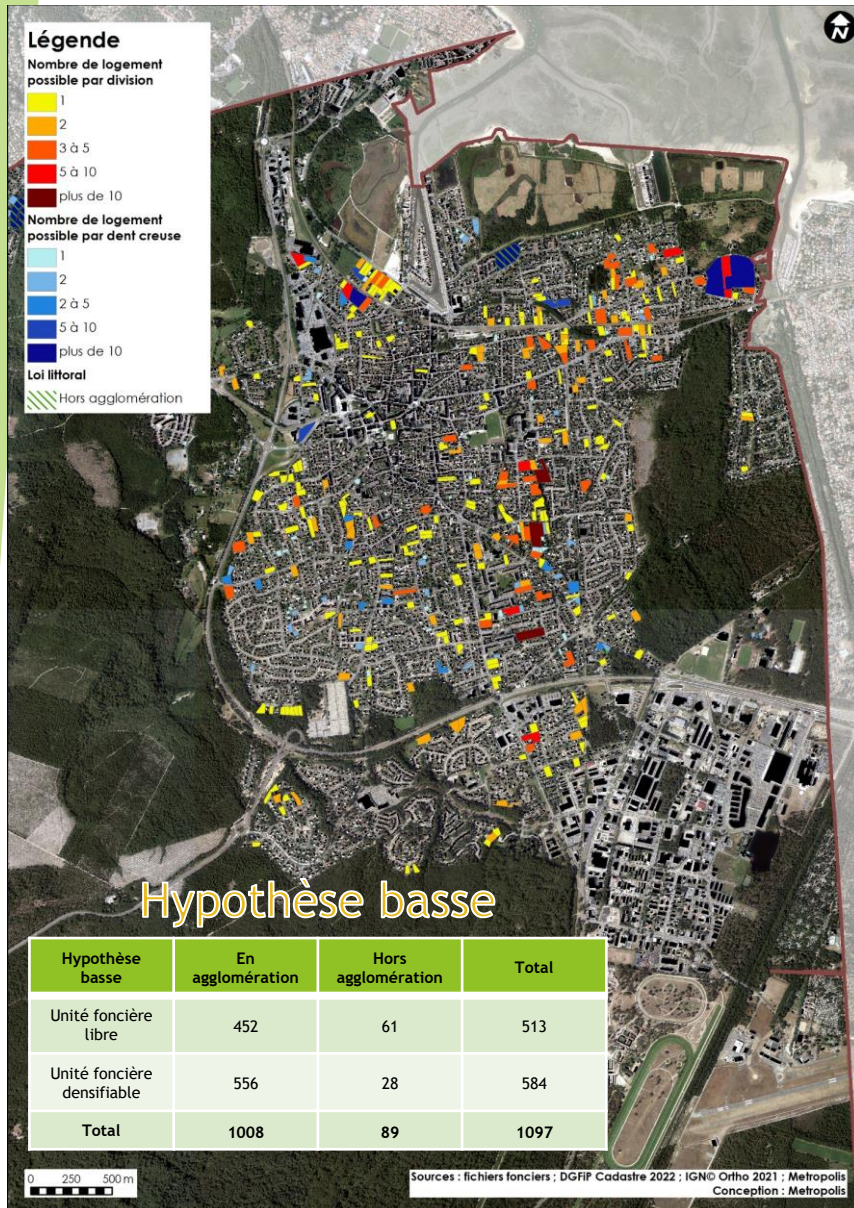 N
Légende
Nombre de logement
possible par division
1
2
3 à 5
5 à 10
plus de 10
Nombre de logement
possible par dent creuse
1
2
2 à 5
5 à 10
plus de 10
Loi littoral
Hors agglomération
Hypothèse basse
Hypothèse basse | En agglomération | Hors agglomération | Total
Unité foncière libre | 452 | 61 | 513
Unité foncière densifiable | 556 | 28 | 584
Total | 1008 | 89 | 1097
0 250 500 m
Sources : fichiers fonciers ; DGFiP Cadastre 2022 ; IGN© Ortho 2021 ; Metropolis
Conception : Metropolis